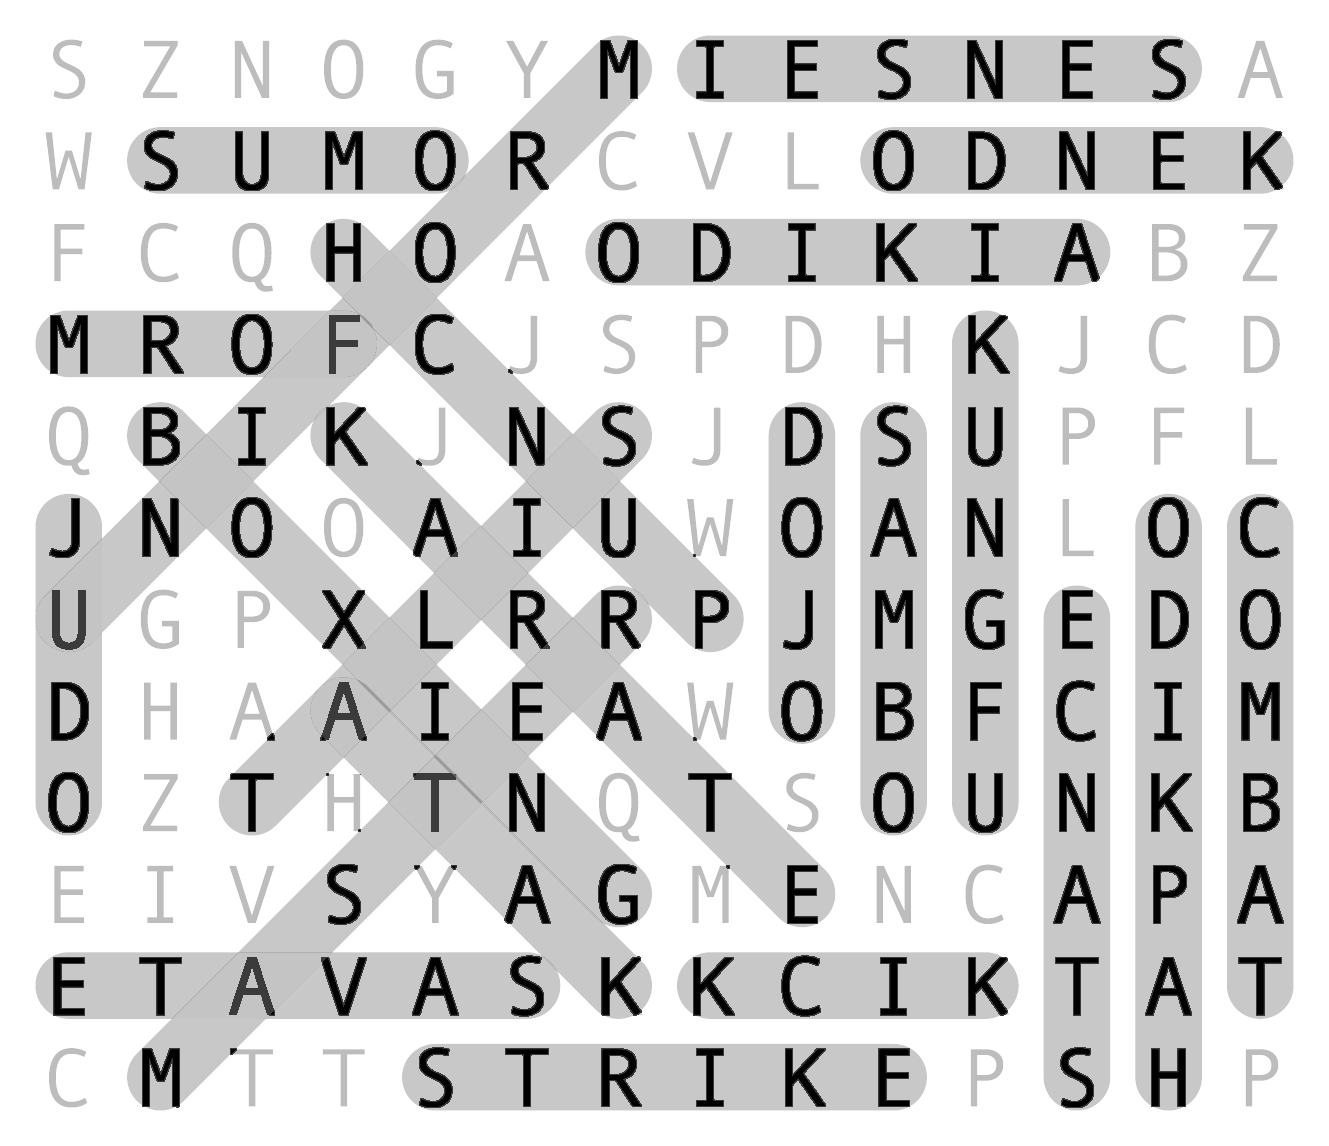 S Z N O G Y M I E S N E S A
W S U M O R C V L O D N E K
F C Q H O A O D I K I A B Z
M R O F C J S P D H K J C D
Q B I K J N S J D S U P F L
J N O O A I U W O A N L O C
U G P X L R R P J M G E D O
D H A A I E A W O B F C I M
O Z T H T N Q T S O U N K B
E I V S Y A G M E N C A P A
E T A V A S K K C I K T A T
C M T T S T R I K E P S H P